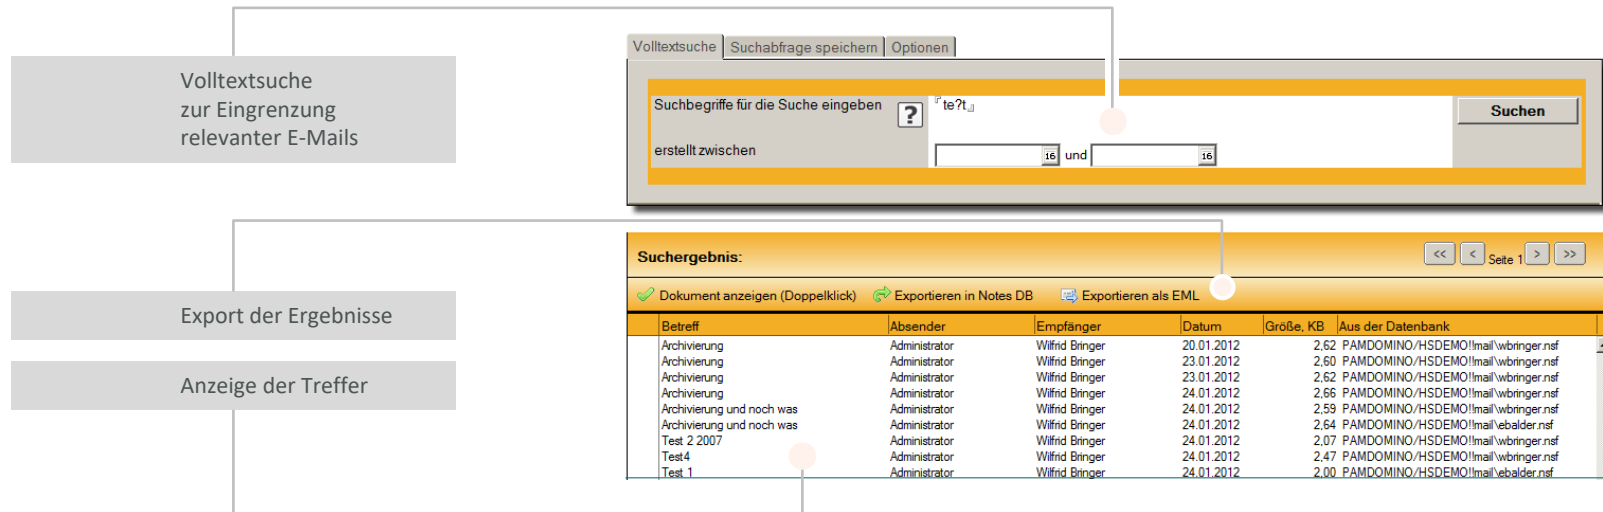 Volltextsuche
zur Eingrenzung
relevanter E-Mails
Export der Ergebnisse
Anzeige der Treffer
Volltextsuche Suchabfrage speichern Optionen
Suchbegriffe für die Suche eingeben ? te?t Suchen
erstellt zwischen 16 und 16
Suchergebnis: << < Seite 1 > >>
Dokument anzeigen (Doppelklick) Exportieren in Notes DB Exportieren als EML
Betreff Absender Empfänger Datum Größe, KB Aus der Datenbank
Archivierung Administrator Wilfrid Bringer 20.01.2012 2,62 PAMDOMINO/HSDEMO!!mail\wbringer.nsf
Archivierung Administrator Wilfrid Bringer 23.01.2012 2,60 PAMDOMINO/HSDEMO!!mail\wbringer.nsf
Archivierung Administrator Wilfrid Bringer 23.01.2012 2,62 PAMDOMINO/HSDEMO!!mail\wbringer.nsf
Archivierung Administrator Wilfrid Bringer 24.01.2012 2,66 PAMDOMINO/HSDEMO!!mail\wbringer.nsf
Archivierung und noch was Administrator Wilfrid Bringer 24.01.2012 2,59 PAMDOMINO/HSDEMO!!mail\wbringer.nsf
Archivierung und noch was Administrator Wilfrid Bringer 24.01.2012 2,64 PAMDOMINO/HSDEMO!!mail\ebalder.nsf
Test 2 2007 Administrator Wilfrid Bringer 24.01.2012 2,07 PAMDOMINO/HSDEMO!!mail\wbringer.nsf
Test4 Administrator Wilfrid Bringer 24.01.2012 2,47 PAMDOMINO/HSDEMO!!mail\wbringer.nsf
Test 1 Administrator Wilfrid Bringer 24.01.2012 2,00 PAMDOMINO/HSDEMO!!mail\ebalder.nsf